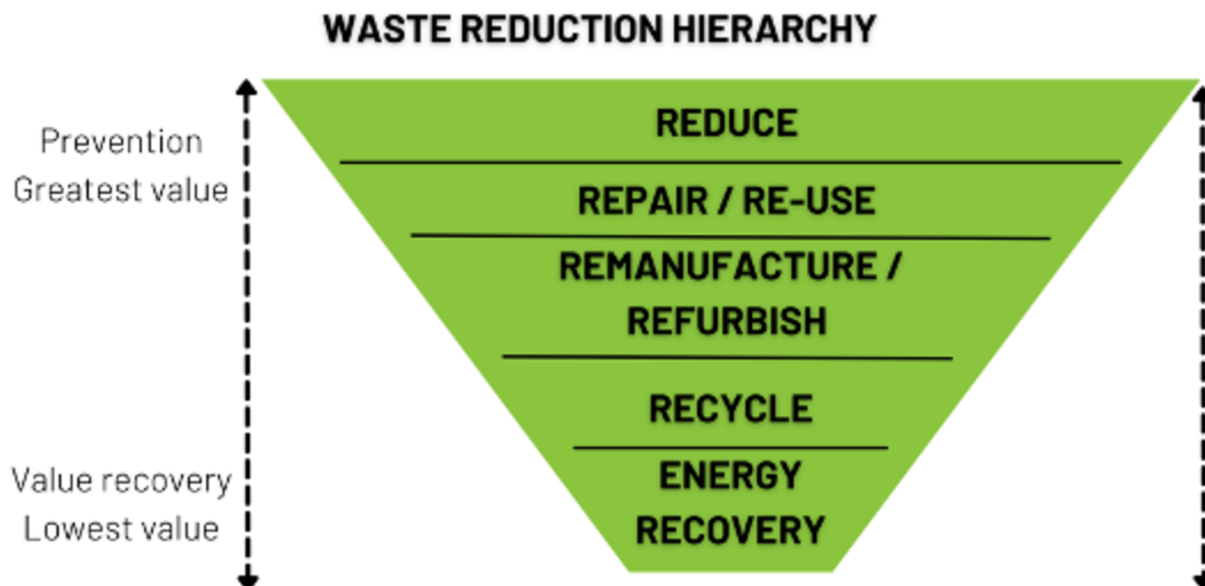 WASTE REDUCTION HIERARCHY
REDUCE
Prevention
Greatest value
REPAIR / RE-USE
REMANUFACTURE /
REFURBISH
RECYCLE
Value recovery
Lowest value
ENERGY
RECOVERY